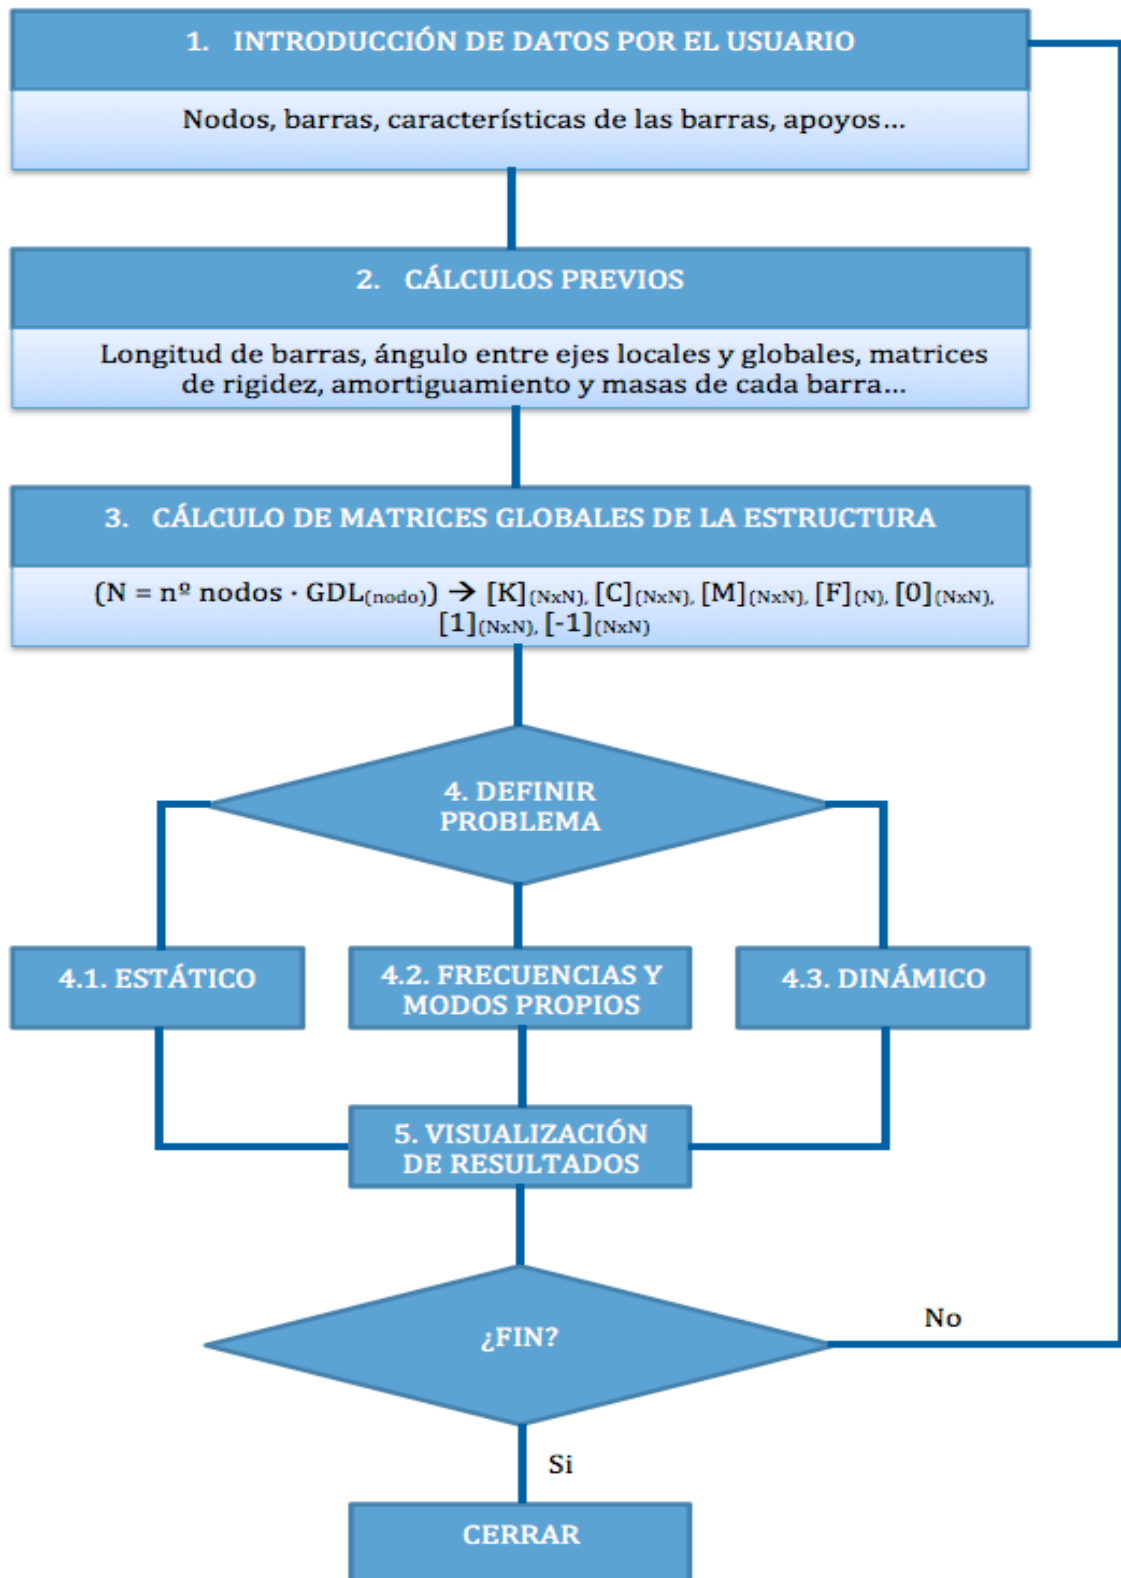 1. INTRODUCCIÓN DE DATOS POR EL USUARIO
Nodos, barras, características de las barras, apoyos...
2. CÁLCULOS PREVIOS
Longitud de barras, ángulo entre ejes locales y globales, matrices
de rigidez, amortiguamiento y masas de cada barra...
3. CÁLCULO DE MATRICES GLOBALES DE LA ESTRUCTURA
(N = nº nodos · GDL(nodo)) → [K](NxN), [C](NxN), [M](NxN), [F](N), [0](NxN),
[1](NxN), [-1](NxN)
4. DEFINIR
PROBLEMA
4.1. ESTÁTICO
4.2. FRECUENCIAS Y
MODOS PROPIOS
4.3. DINÁMICO
5. VISUALIZACIÓN
DE RESULTADOS
¿FIN?
No
Si
CERRAR